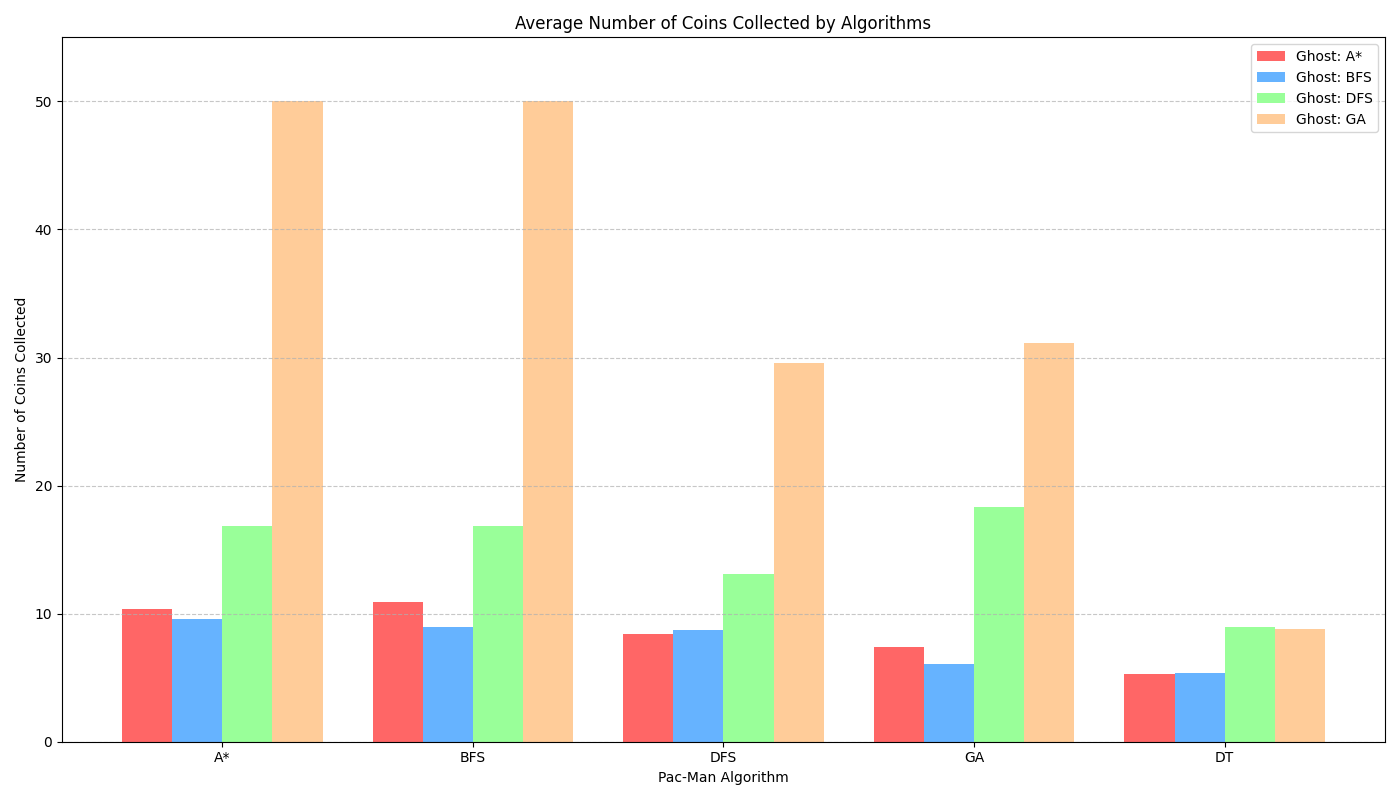 Average Number of Coins Collected by Algorithms
Ghost: A*
Ghost: BFS
Ghost: DFS
Ghost: GA
Number of Coins Collected
50
40
30
20
10
0
A* BFS DFS GA DT
Pac-Man Algorithm